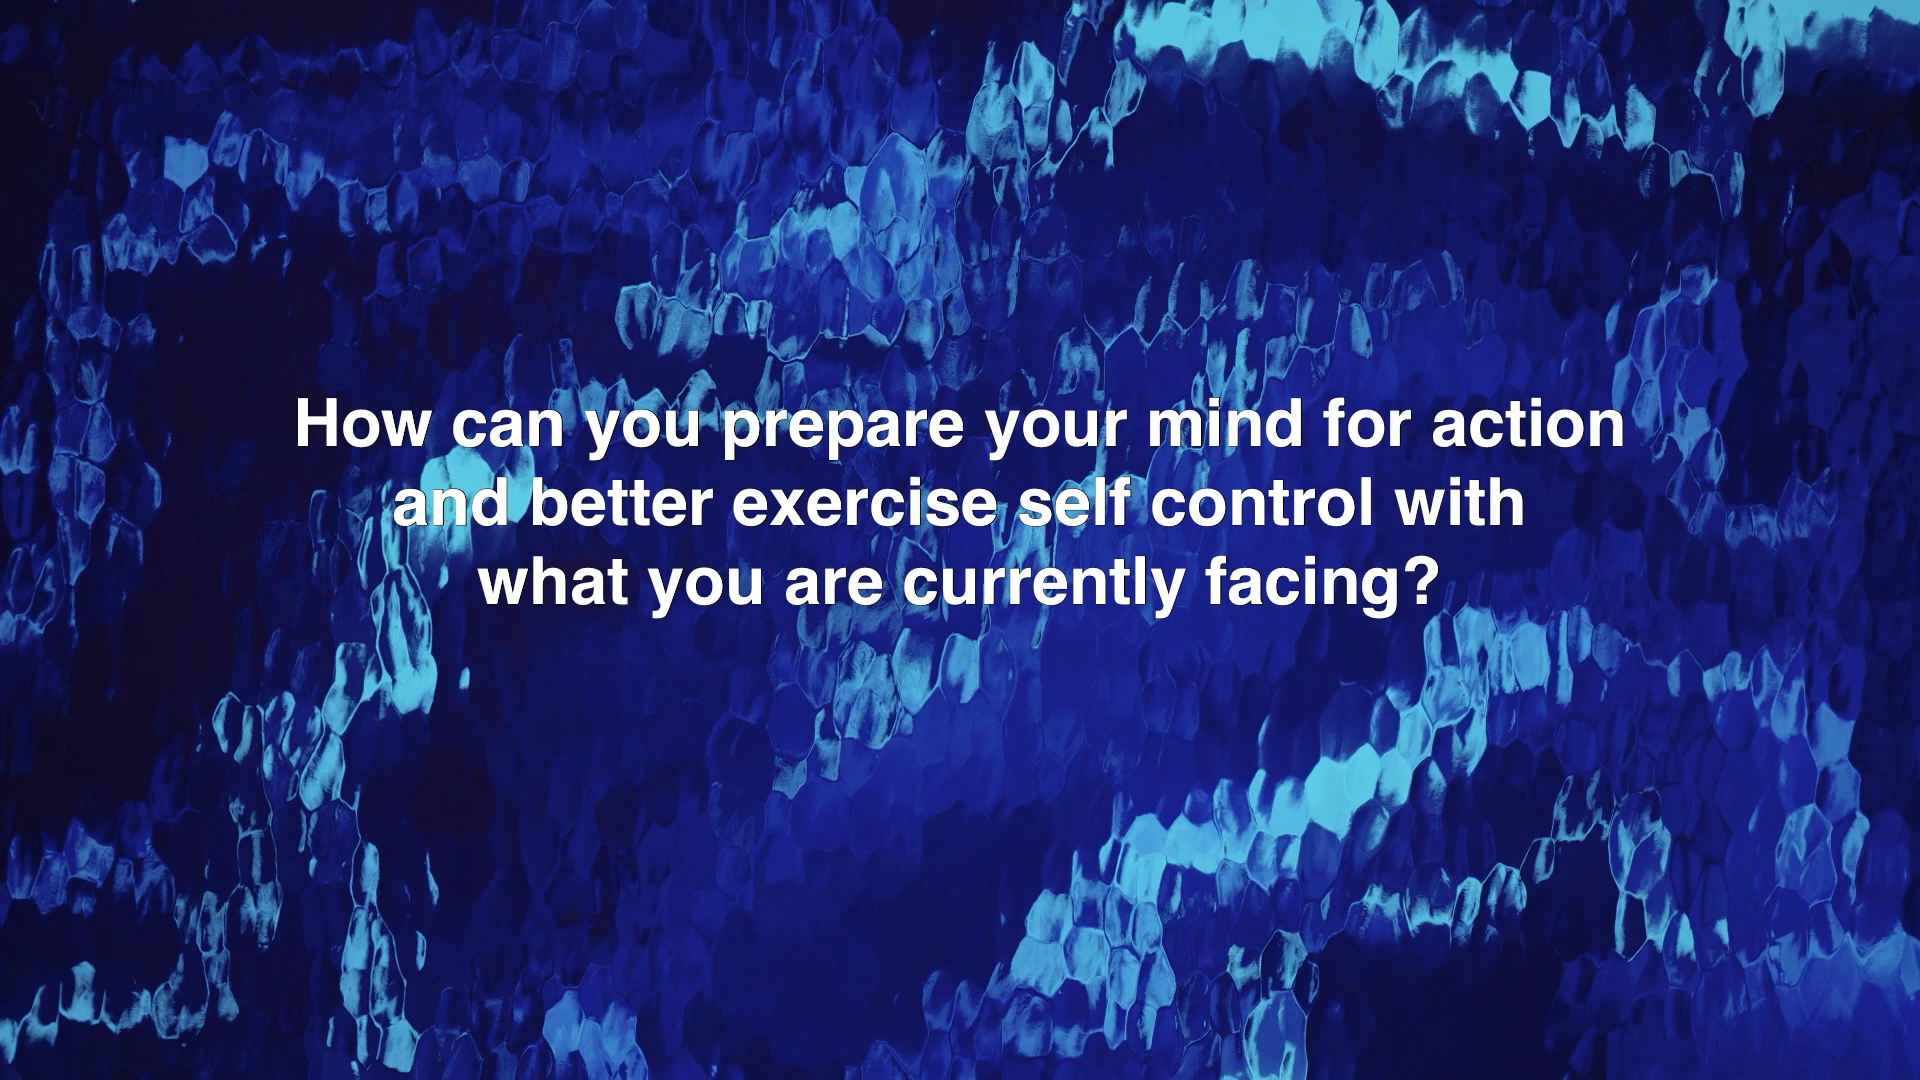 How can you prepare your mind for action
and better exercise self control with
what you are currently facing?